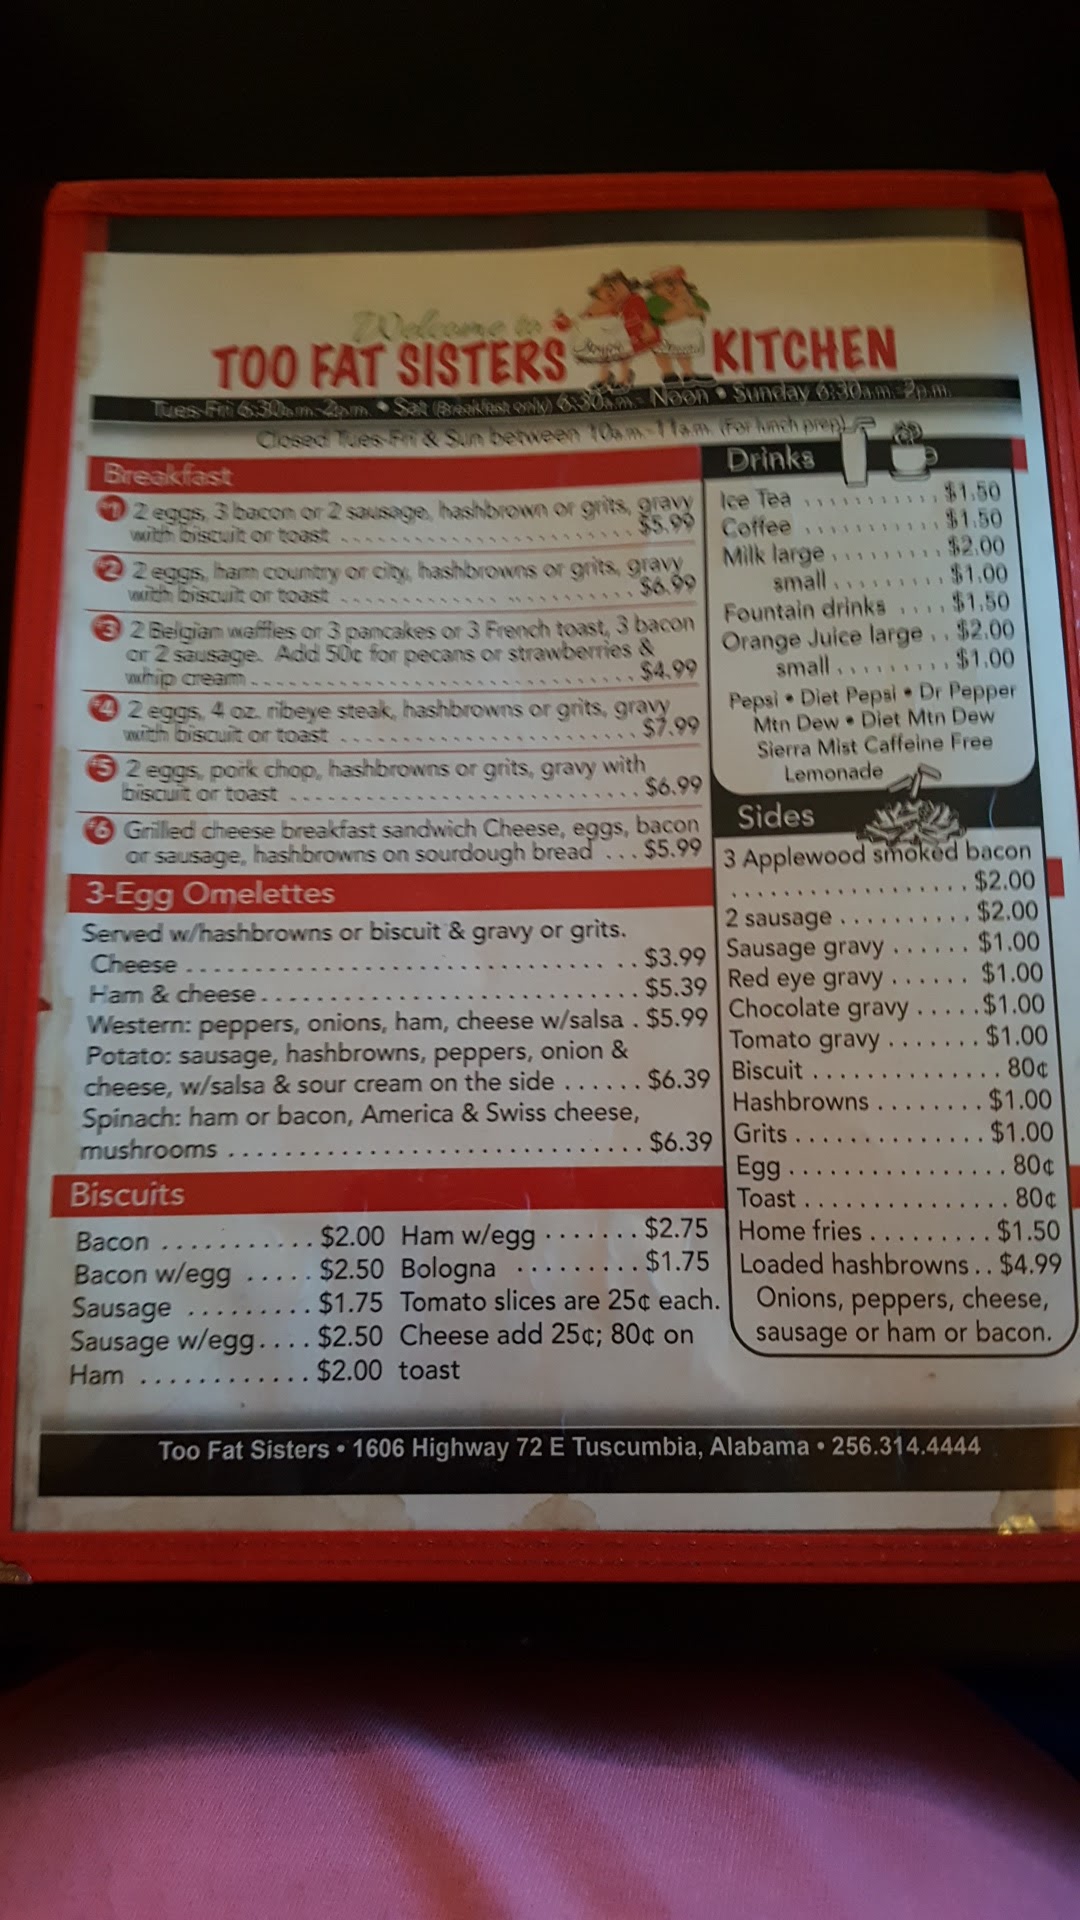 Welcome to
TOO FAT SISTERS' KITCHEN
Tues-Fri 6:30a.m.-2p.m. • Sat (Breakfast only) 6:30a.m.- Noon • Sunday 6:30a.m.-2p.m.
Closed Tues-Fri & Sun between 10a.m.-11a.m. (For lunch prep)
Breakfast
#1 2 eggs, 3 bacon or 2 sausage, hashbrown or grits, gravy
with biscuit or toast ................................ $5.99
#2 2 eggs, ham country or city, hashbrowns or grits, gravy
with biscuit or toast ................................ $6.99
#3 2 Belgian waffles or 3 pancakes or 3 French toast, 3 bacon
or 2 sausage. Add 50¢ for pecans or strawberries &
whip cream ................................ $4.99
#4 2 eggs, 4 oz. ribeye steak, hashbrowns or grits, gravy
with biscuit or toast ................................ $7.99
#5 2 eggs, pork chop, hashbrowns or grits, gravy with
biscuit or toast ................................ $6.99
#6 Grilled cheese breakfast sandwich Cheese, eggs, bacon
or sausage, hashbrowns on sourdough bread ... $5.99
3-Egg Omelettes
Served w/hashbrowns or biscuit & gravy or grits.
Cheese ................................ $3.99
Ham & cheese ................................ $5.39
Western: peppers, onions, ham, cheese w/salsa . $5.99
Potato: sausage, hashbrowns, peppers, onion &
cheese, w/salsa & sour cream on the side ...... $6.39
Spinach: ham or bacon, America & Swiss cheese,
mushrooms ................................ $6.39
Biscuits
Bacon ............ $2.00
Bacon w/egg ..... $2.50
Sausage ......... $1.75
Sausage w/egg.... $2.50
Ham ............ $2.00
Ham w/egg ....... $2.75
Bologna ......... $1.75
Tomato slices are 25¢ each.
Cheese add 25¢; 80¢ on
toast
Drinks
Ice Tea ........... $1.50
Coffee ........... $1.50
Milk large ......... $2.00
small ......... $1.00
Fountain drinks .... $1.50
Orange Juice large .. $2.00
small ......... $1.00
Pepsi • Diet Pepsi • Dr Pepper
Mtn Dew • Diet Mtn Dew
Sierra Mist Caffeine Free
Lemonade
Sides
3 Applewood smoked bacon
.................. $2.00
2 sausage .......... $2.00
Sausage gravy ...... $1.00
Red eye gravy ...... $1.00
Chocolate gravy ..... $1.00
Tomato gravy ....... $1.00
Biscuit .............. 80¢
Hashbrowns ........ $1.00
Grits .............. $1.00
Egg ................ 80¢
Toast ............... 80¢
Home fries ......... $1.50
Loaded hashbrowns .. $4.99
Onions, peppers, cheese,
sausage or ham or bacon.
Too Fat Sisters • 1606 Highway 72 E Tuscumbia, Alabama • 256.314.4444